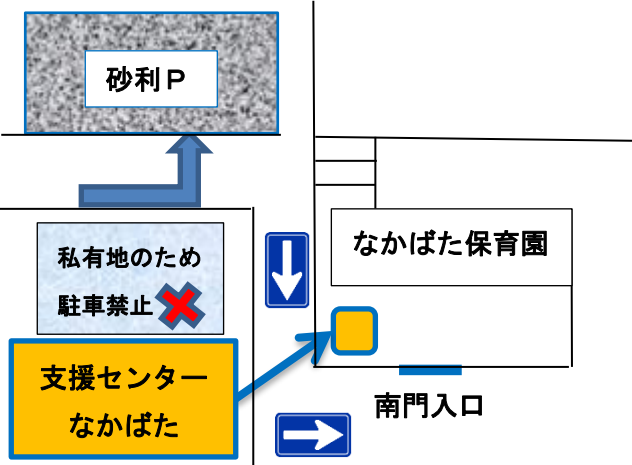 砂利Ｐ
なかばた保育園
私有地のため
駐車禁止
支援センター
なかばた
南門入口